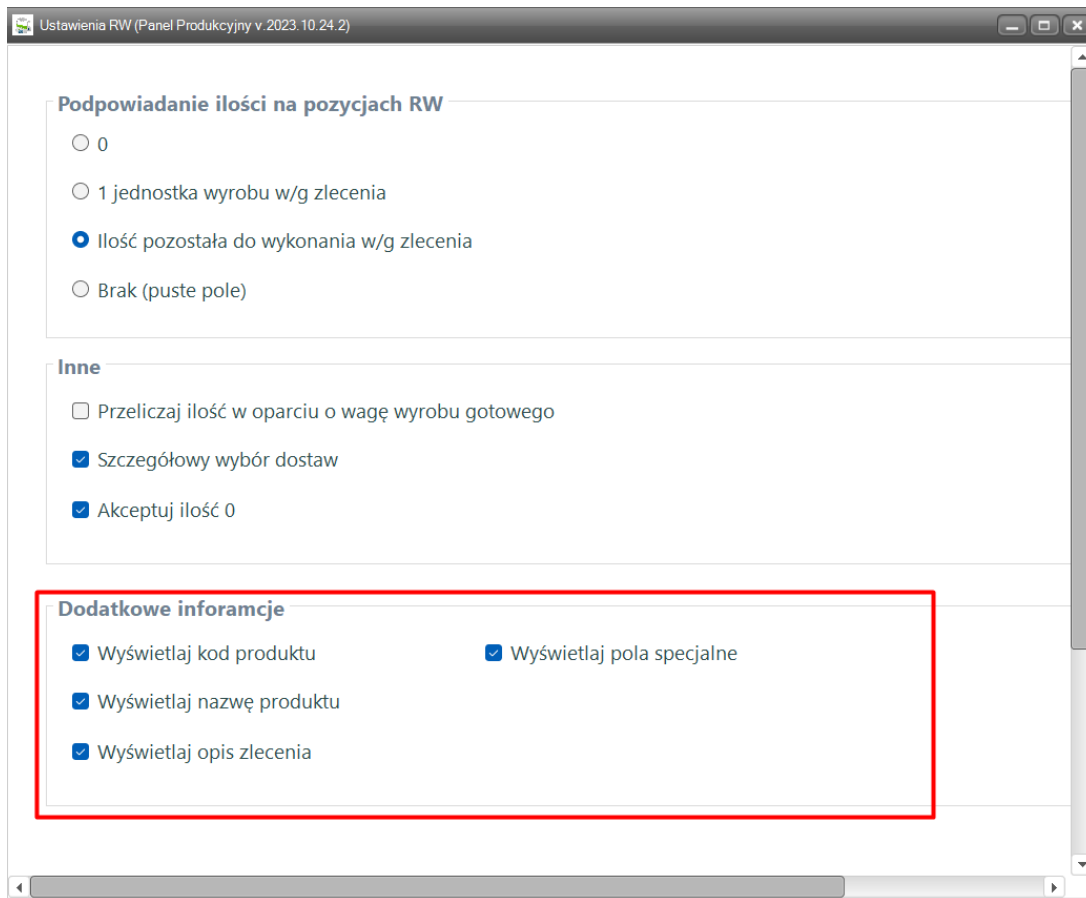 Ustawienia RW (Panel Produkcyjny v.2023.10.24.2)
Podpowiadanie ilości na pozycjach RW
0
1 jednostka wyrobu w/g zlecenia
Ilość pozostała do wykonania w/g zlecenia
Brak (puste pole)
Inne
Przeliczaj ilość w oparciu o wagę wyrobu gotowego
Szczegółowy wybór dostaw
Akceptuj ilość 0
Dodatkowe inforamcje
Wyświetlaj kod produktu
Wyświetlaj pola specjalne
Wyświetlaj nazwę produktu
Wyświetlaj opis zlecenia